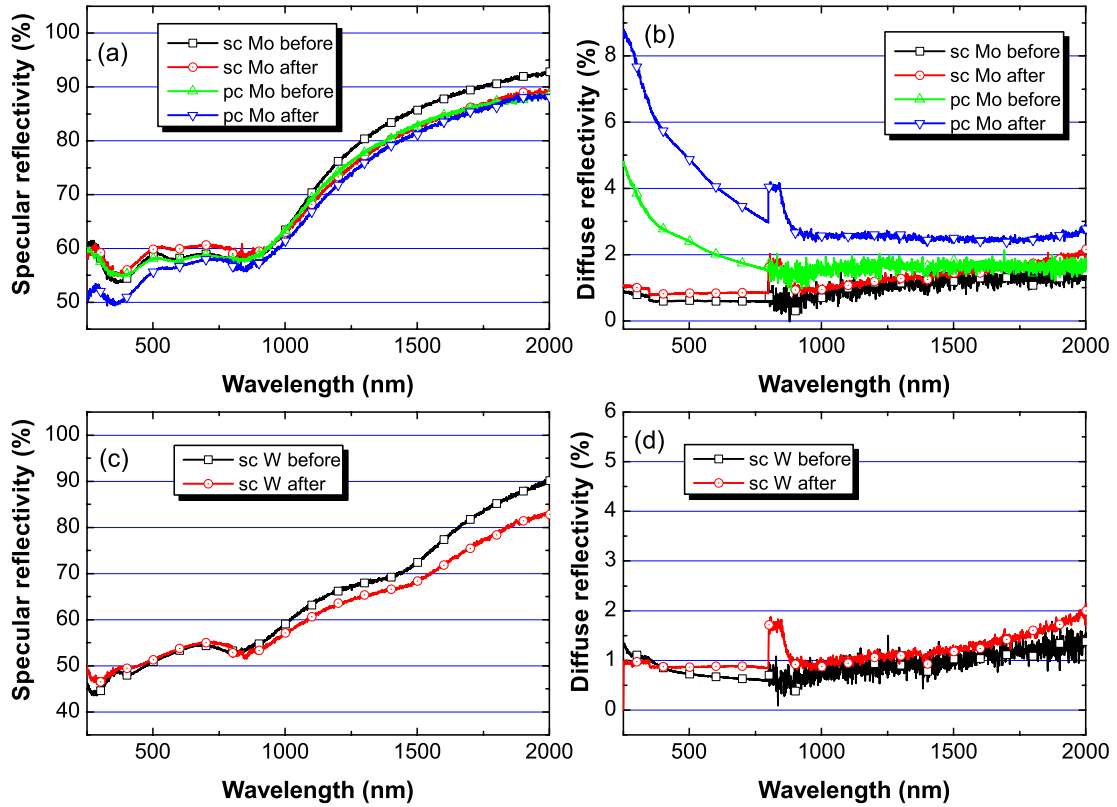 (a)
sc Mo before
sc Mo after
pc Mo before
pc Mo after
100
90
80
70
60
50
Specular reflectivity (%)
500 1000 1500 2000
Wavelength (nm)
(b)
sc Mo before
sc Mo after
pc Mo before
pc Mo after
8
6
4
2
0
Diffuse reflectivity (%)
500 1000 1500 2000
Wavelength (nm)
(c)
sc W before
sc W after
100
90
80
70
60
50
40
Specular reflectivity (%)
500 1000 1500 2000
Wavelength (nm)
(d)
sc W before
sc W after
6
5
4
3
2
1
0
Diffuse reflectivity (%)
500 1000 1500 2000
Wavelength (nm)